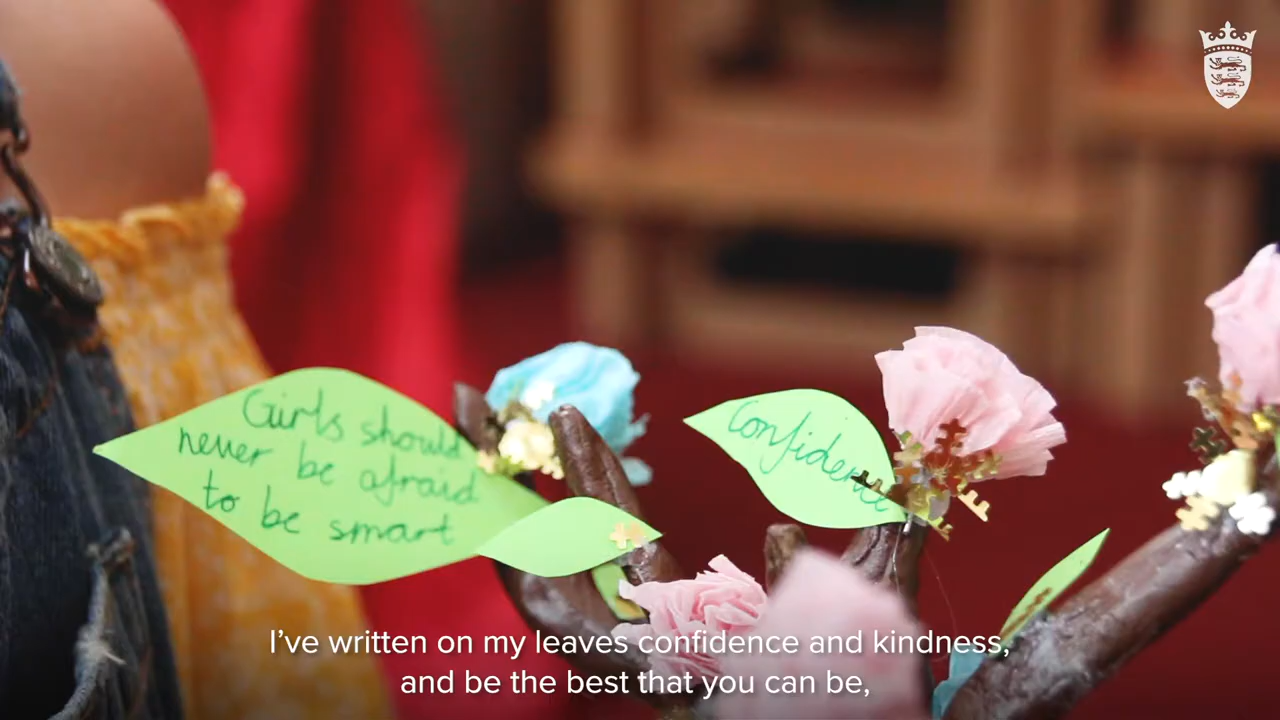 Girls should
never be afraid
to be smart
Confidence
I’ve written on my leaves confidence and kindness,
and be the best that you can be,